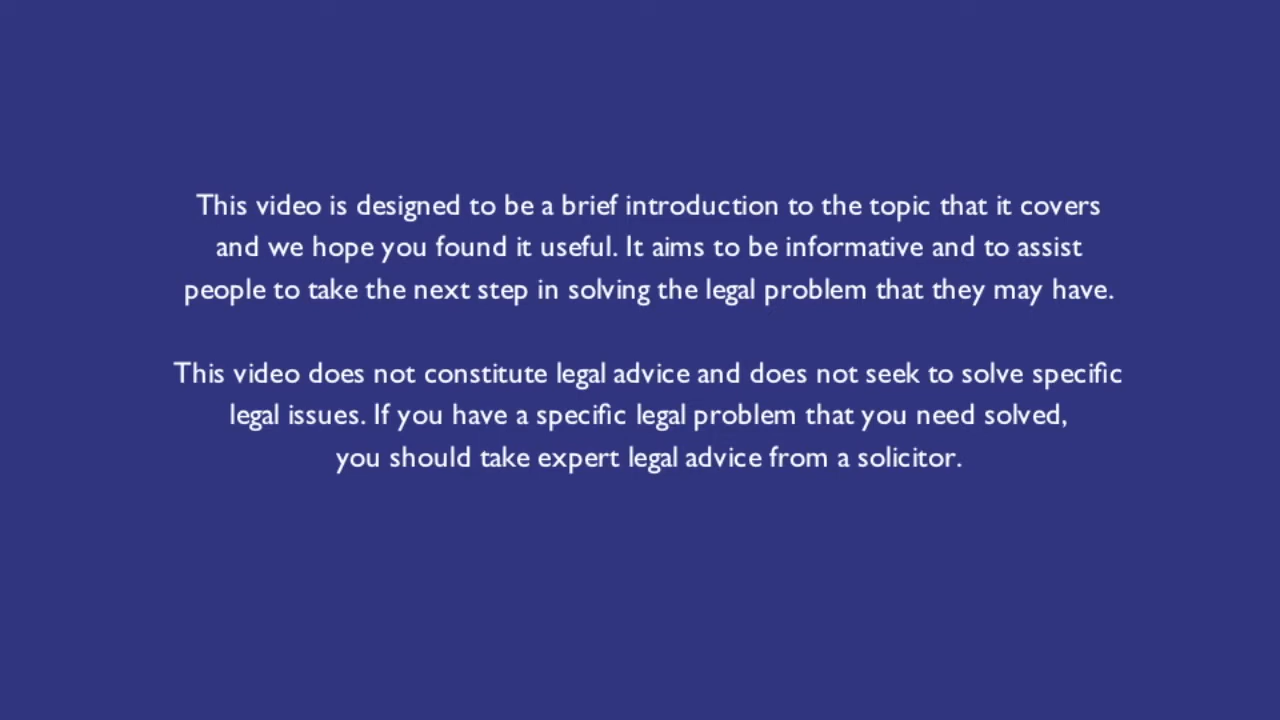 This video is designed to be a brief introduction to the topic that it covers
and we hope you found it useful. It aims to be informative and to assist
people to take the next step in solving the legal problem that they may have.
This video does not constitute legal advice and does not seek to solve specific
legal issues. If you have a specific legal problem that you need solved,
you should take expert legal advice from a solicitor.